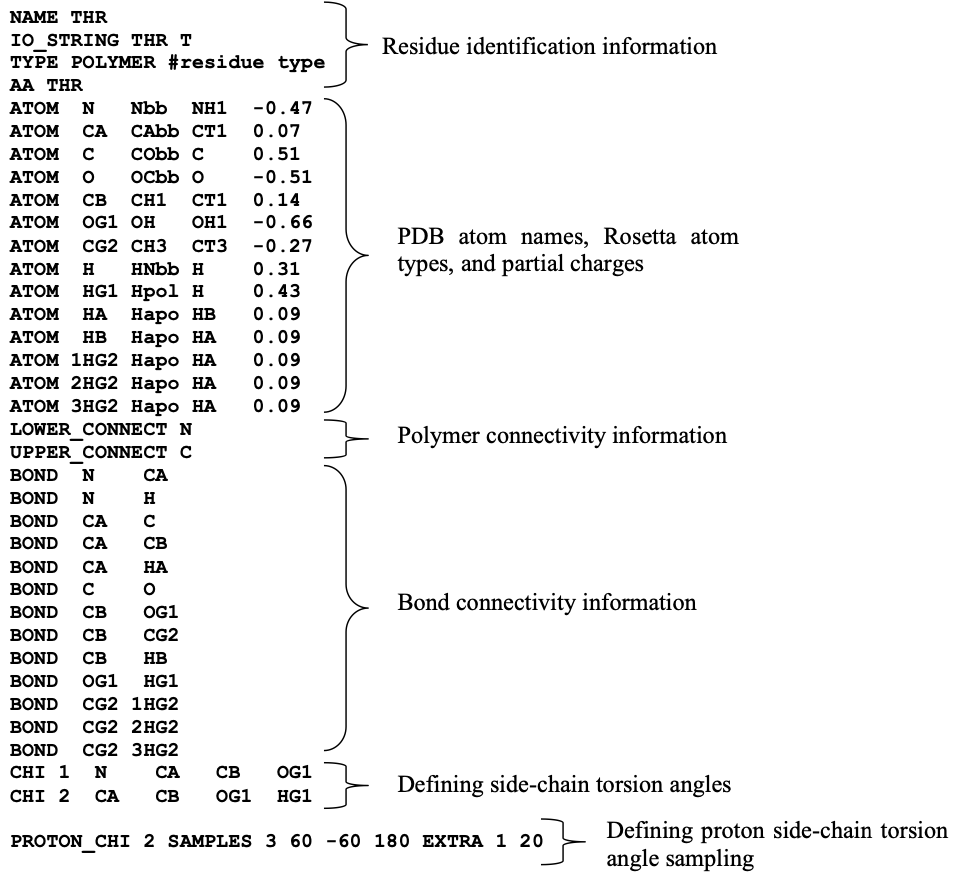 NAME THR
IO_STRING THR T
TYPE POLYMER #residue type
AA THR
Residue identification information
ATOM N Nbb NH1 -0.47
ATOM CA CAbb CT1 0.07
ATOM C CObb C 0.51
ATOM O OCbb O -0.51
ATOM CB CH1 CT1 0.14
ATOM OG1 OH OH1 -0.66
ATOM CG2 CH3 CT3 -0.27
ATOM H HNbb H 0.31
ATOM HG1 Hpol H 0.43
ATOM HA Hapo HB 0.09
ATOM HB Hapo HA 0.09
ATOM 1HG2 Hapo HA 0.09
ATOM 2HG2 Hapo HA 0.09
ATOM 3HG2 Hapo HA 0.09
PDB atom names, Rosetta atom
types, and partial charges
LOWER_CONNECT N
UPPER_CONNECT C
Polymer connectivity information
BOND N CA
BOND N H
BOND CA C
BOND CA CB
BOND CA HA
BOND C O
BOND CB OG1
BOND CB CG2
BOND CB HB
BOND OG1 HG1
BOND CG2 1HG2
BOND CG2 2HG2
BOND CG2 3HG2
Bond connectivity information
CHI 1 N CA CB OG1
CHI 2 CA CB OG1 HG1
Defining side-chain torsion angles
PROTON_CHI 2 SAMPLES 3 60 -60 180 EXTRA 1 20
Defining proton side-chain torsion
angle sampling